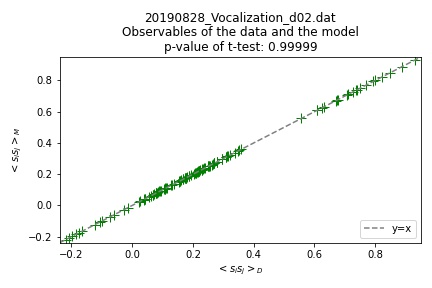 20190828_Vocalization_d02.dat
Observables of the data and the model
p-value of t-test: 0.99999
< s_i s_j >_M
0.8
0.6
0.4
0.2
0.0
−0.2
−0.2 0.0 0.2 0.4 0.6 0.8
y=x
< s_i s_j >_D